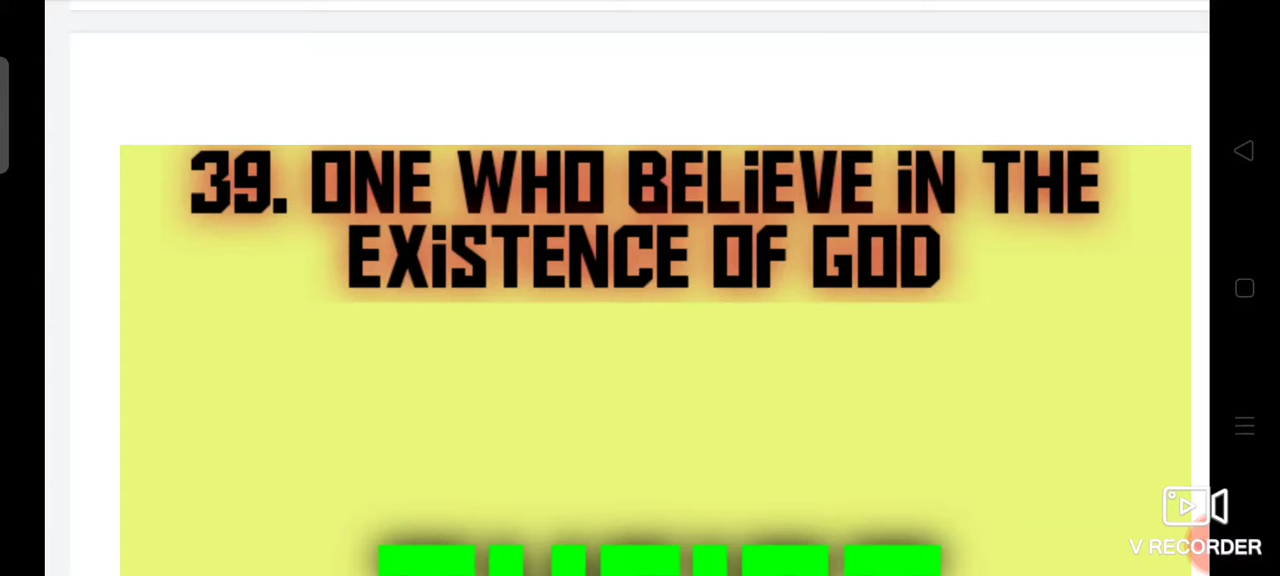 39. ONE WHO BELiEVE iN THE
EXiSTENCE OF GOD
V RECORDER